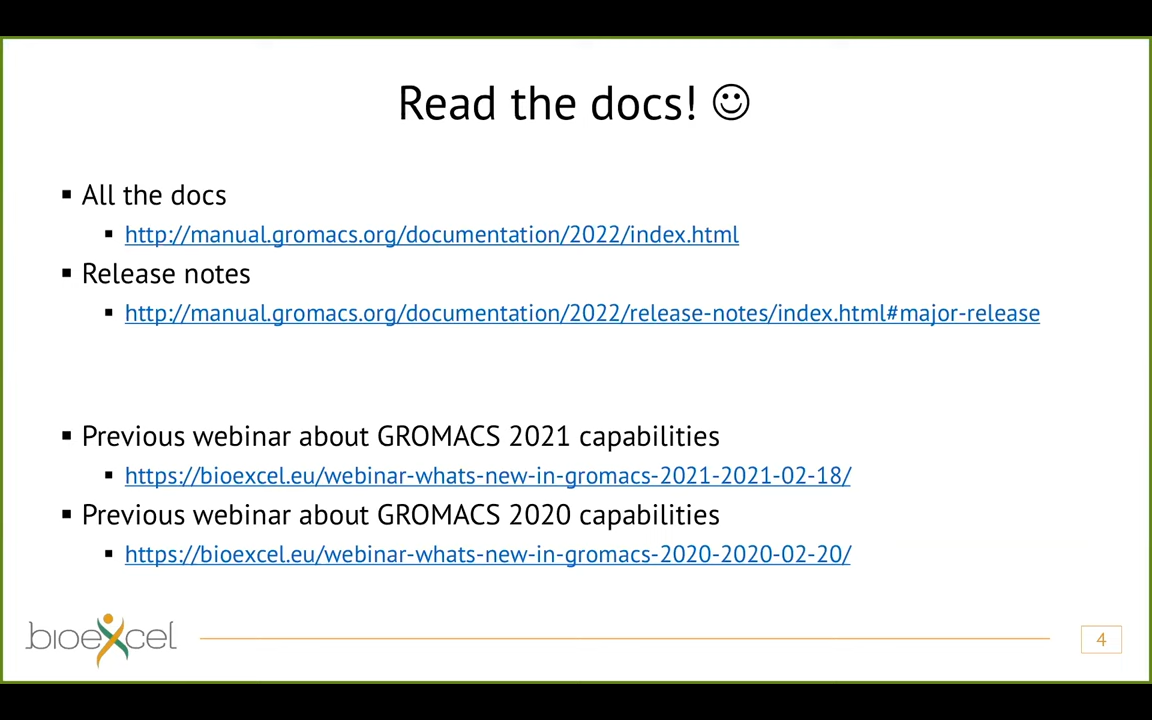 Read the docs! ☺
▪ All the docs
▪ http://manual.gromacs.org/documentation/2022/index.html
▪ Release notes
▪ http://manual.gromacs.org/documentation/2022/release-notes/index.html#major-release
▪ Previous webinar about GROMACS 2021 capabilities
▪ https://bioexcel.eu/webinar-whats-new-in-gromacs-2021-2021-02-18/
▪ Previous webinar about GROMACS 2020 capabilities
▪ https://bioexcel.eu/webinar-whats-new-in-gromacs-2020-2020-02-20/
bioexcel
4